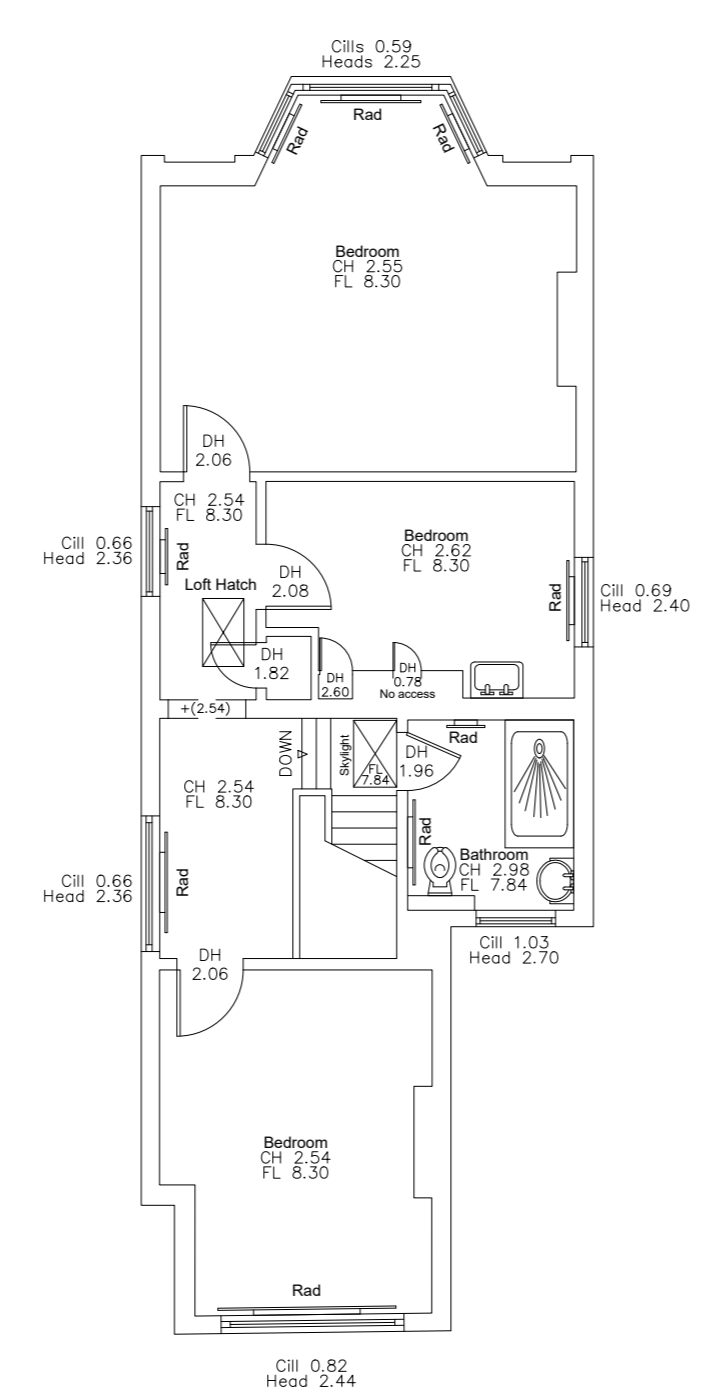 Cills 0.59
Heads 2.25
Rad
Rad
Rad
Bedroom
CH 2.55
FL 8.30
DH
2.06
CH 2.54
FL 8.30
Cill 0.66
Head 2.36
Rad
Loft Hatch
DH
2.08
Bedroom
CH 2.62
FL 8.30
Rad
Cill 0.69
Head 2.40
DH
1.82
DH
2.60
DH
0.78
No access
+(2.54)
DOWN
Skylight
FL
7.84
DH
1.96
Rad
CH 2.54
FL 8.30
Rad
Bathroom
CH 2.98
FL 7.84
Cill 0.66
Head 2.36
Rad
Cill 1.03
Head 2.70
DH
2.06
Bedroom
CH 2.54
FL 8.30
Rad
Cill 0.82
Head 2.44